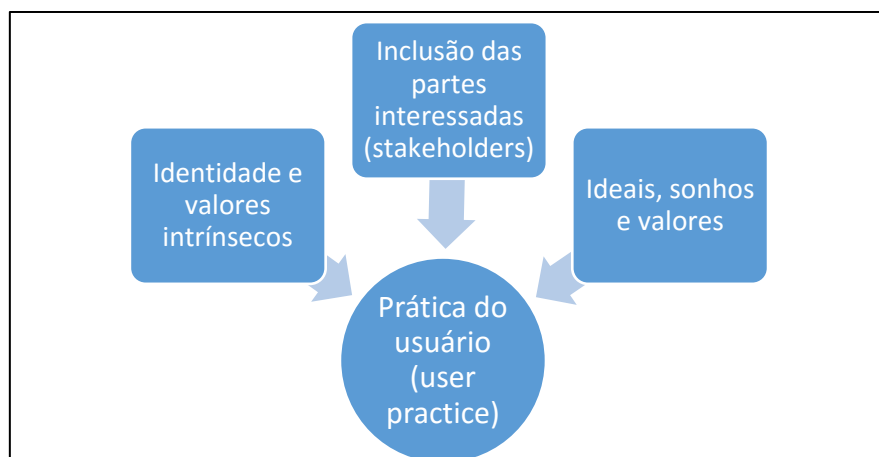 Inclusão das
partes
interessadas
(stakeholders)
Identidade e
valores
intrínsecos
Ideais, sonhos
e valores
Prática do
usuário
(user
practice)